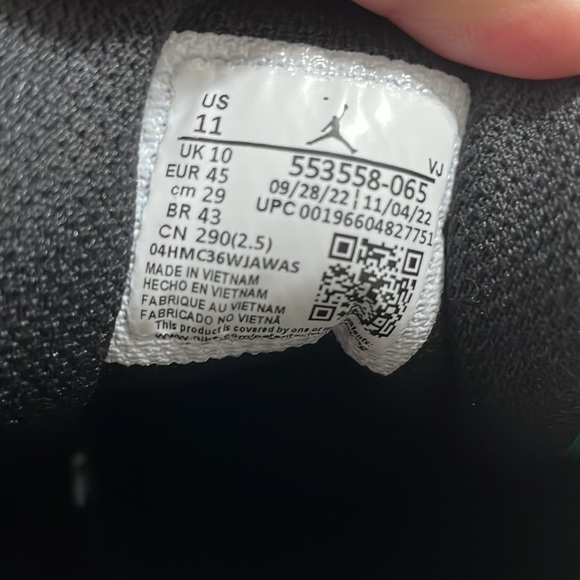 US
11
UK 10
EUR 45
cm 29
BR 43
CN 290(2.5)
04HMC36WJAWAS
MADE IN VIETNAM
HECHO EN VIETNAM
FABRIQUE AU VIETNAM
FABRICADO NO VIETNÃ
This product is covered by one or
VJ
553558-065
09/28/22 | 11/04/22
UPC 00196604827751